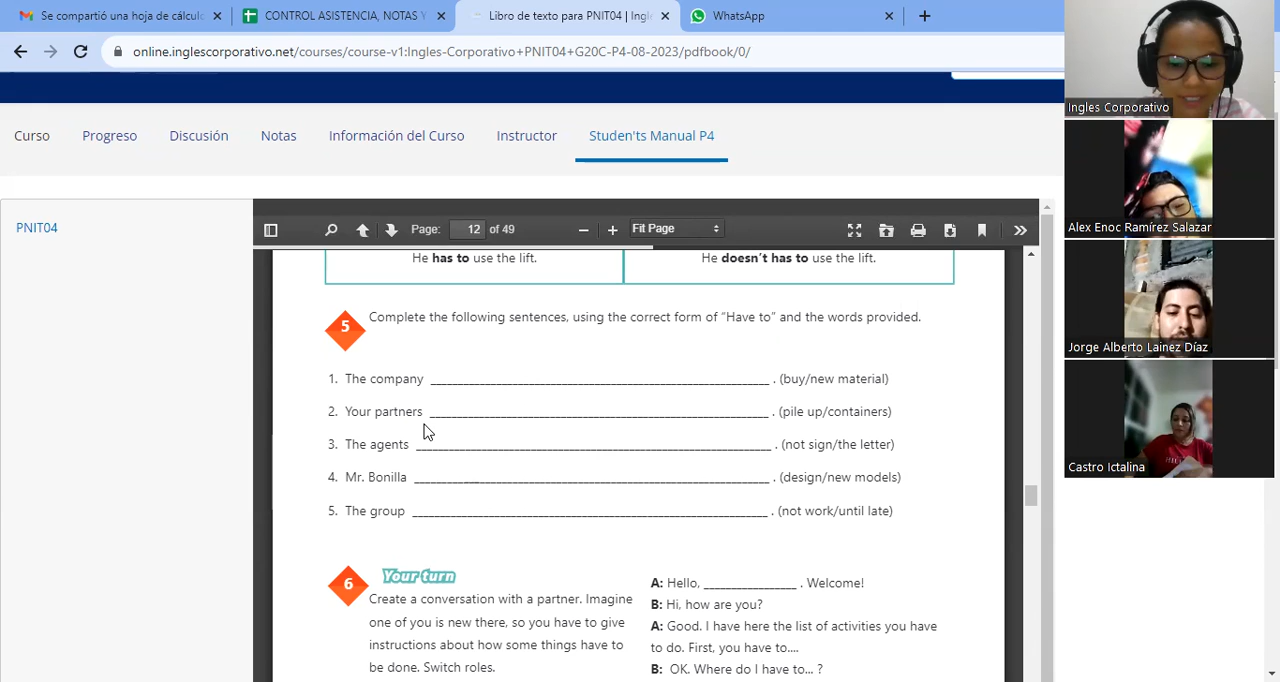 Se compartió una hoja de cálcul
CONTROL ASISTENCIA, NOTAS Y
Libro de texto para PNIT04 | Ingl
WhatsApp
online.inglescorporativo.net/courses/course-v1:Ingles-Corporativo+PNIT04+G20C-P4-08-2023/pdfbook/0/
Ingles Corporativo
Curso
Progreso
Discusión
Notas
Información del Curso
Instructor
Studen'ts Manual P4
PNIT04
Page: 12 of 49
Fit Page
Alex Enoc Ramírez Salazar
He has to use the lift.
He doesn't has to use the lift.
5 Complete the following sentences, using the correct form of "Have to" and the words provided.
1. The company ______________. (buy/new material)
2. Your partners ______________. (pile up/containers)
3. The agents ______________. (not sign/the letter)
4. Mr. Bonilla ______________. (design/new models)
5. The group ______________. (not work/until late)
Jorge Alberto Lainez Díaz
Castro Ictalina
6 Your turn
Create a conversation with a partner. Imagine
one of you is new there, so you have to give
instructions about how some things have to
be done. Switch roles.
A: Hello, ______________. Welcome!
B: Hi, how are you?
A: Good. I have here the list of activities you have
to do. First, you have to....
B: OK. Where do I have to... ?